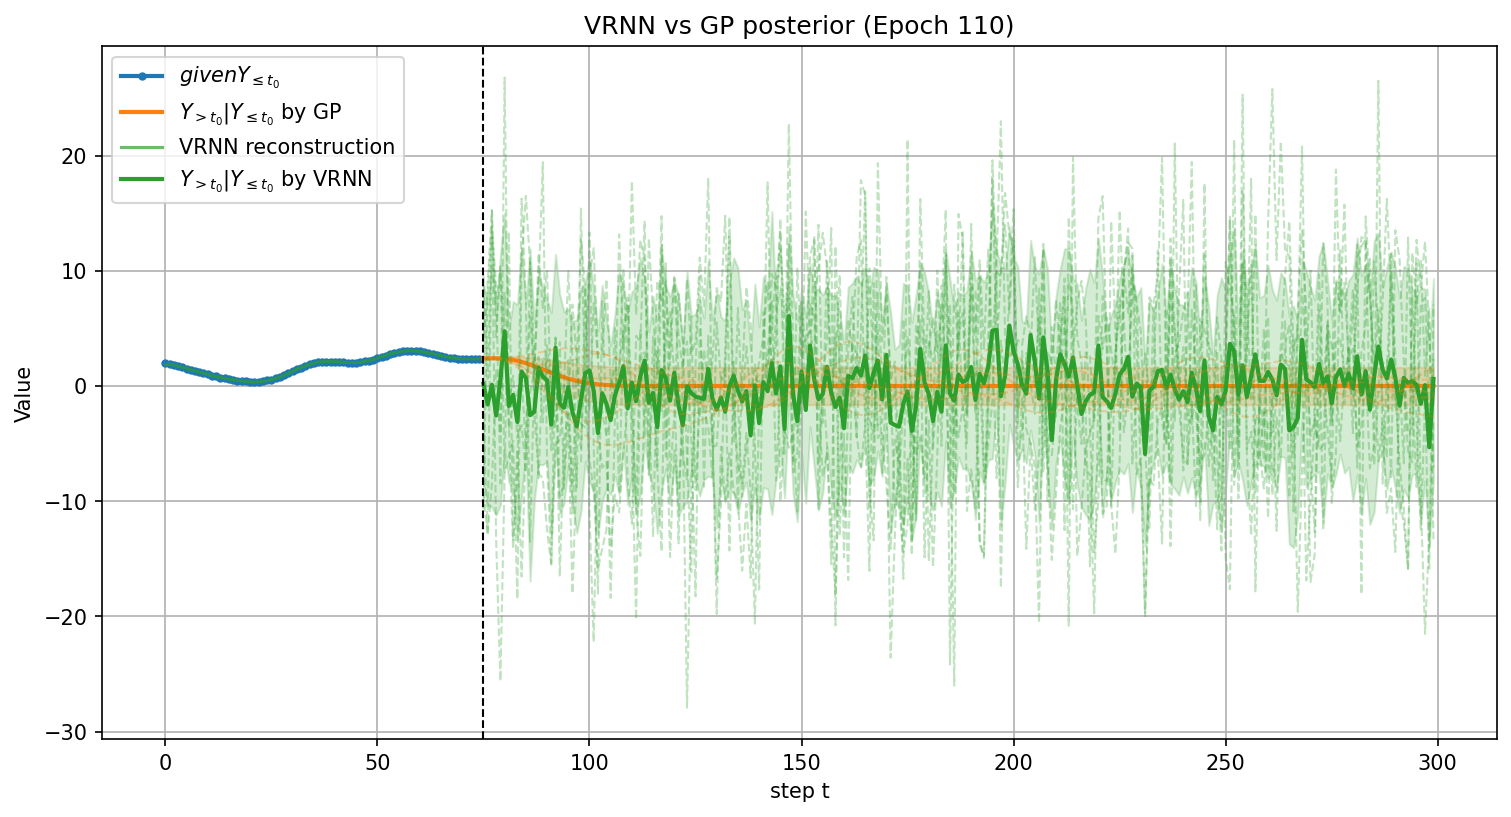 VRNN vs GP posterior (Epoch 110)
givenY≤t₀
Y>t₀|Y≤t₀ by GP
VRNN reconstruction
Y>t₀|Y≤t₀ by VRNN
Value
20
10
0
−10
−20
−30
0 50 100 150 200 250 300
step t